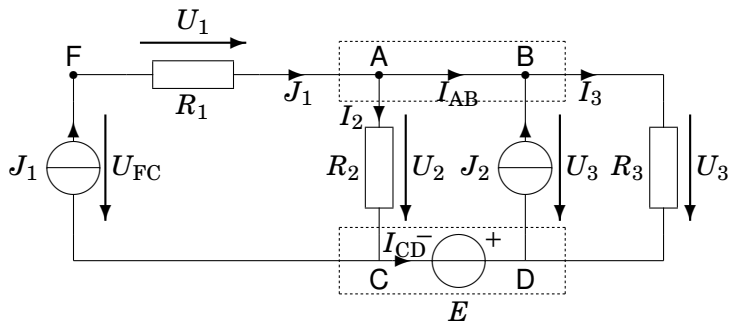 U1
F A B
R1 J1 IAB I3
I2
J1 UFC R2 U2 J2 U3 R3 U3
ICD − +
C D
E